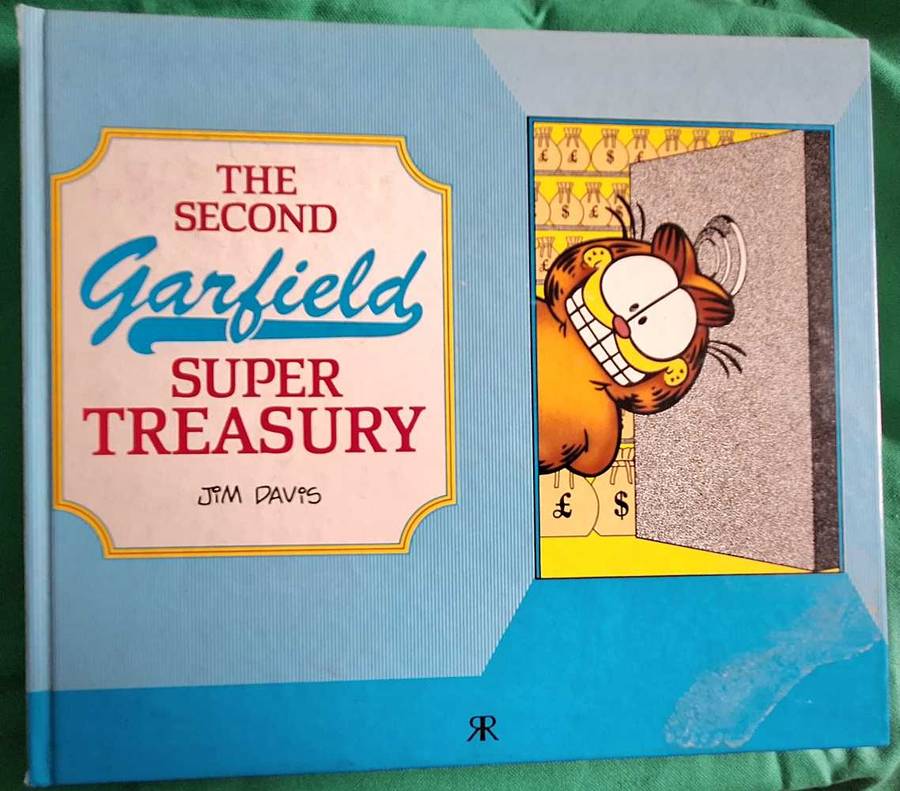 THE
SECOND
Garfield
SUPER
TREASURY
JIM DAVIS
£ £ $ £
$ £ $
£
£ $
RR